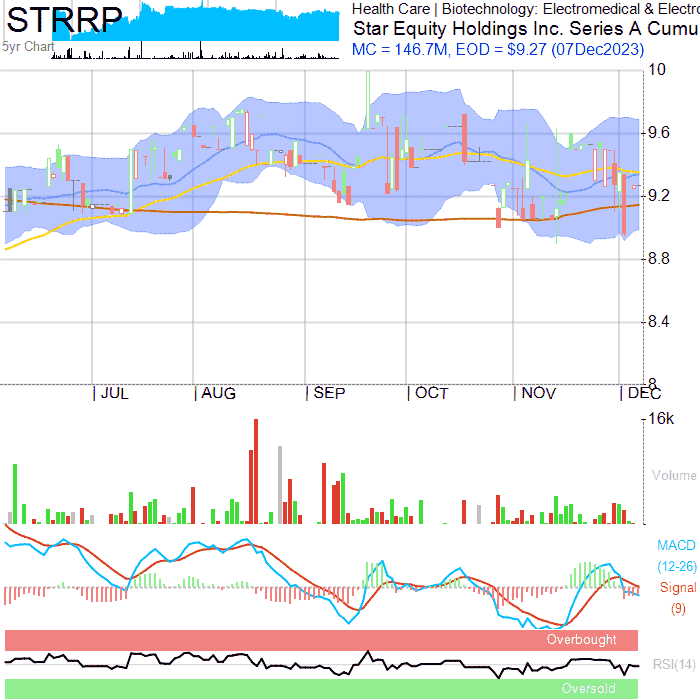 STRRP
5yr Chart
Health Care | Biotechnology: Electromedical & Electro
Star Equity Holdings Inc. Series A Cumu
MC = 146.7M, EOD = $9.27 (07Dec2023)
10
9.6
9.2
8.8
8.4
8
JUL AUG SEP OCT NOV DEC
16k
Volume
MACD
(12-26)
Signal
(9)
Overbought
RSI(14)
Oversold